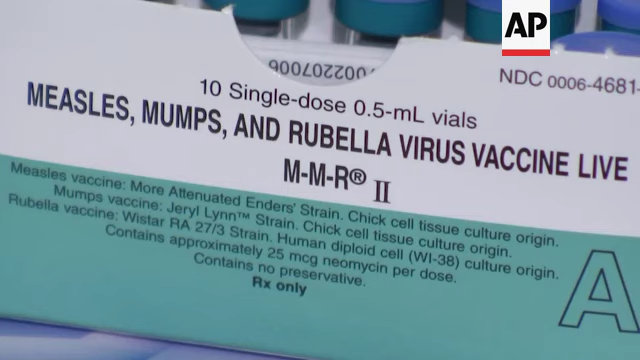 AP
002207006
10 Single-dose 0.5-mL vials
NDC 0006-4681-
MEASLES, MUMPS, AND RUBELLA VIRUS VACCINE LIVE
M-M-R® II
Measles vaccine: More Attenuated Enders' Strain. Chick cell tissue culture origin.
Mumps vaccine: Jeryl Lynn™ Strain. Chick cell tissue culture origin.
Rubella vaccine: Wistar RA 27/3 Strain. Human diploid cell (WI-38) culture origin.
Contains approximately 25 mcg neomycin per dose.
Contains no preservative.
Rx only
A